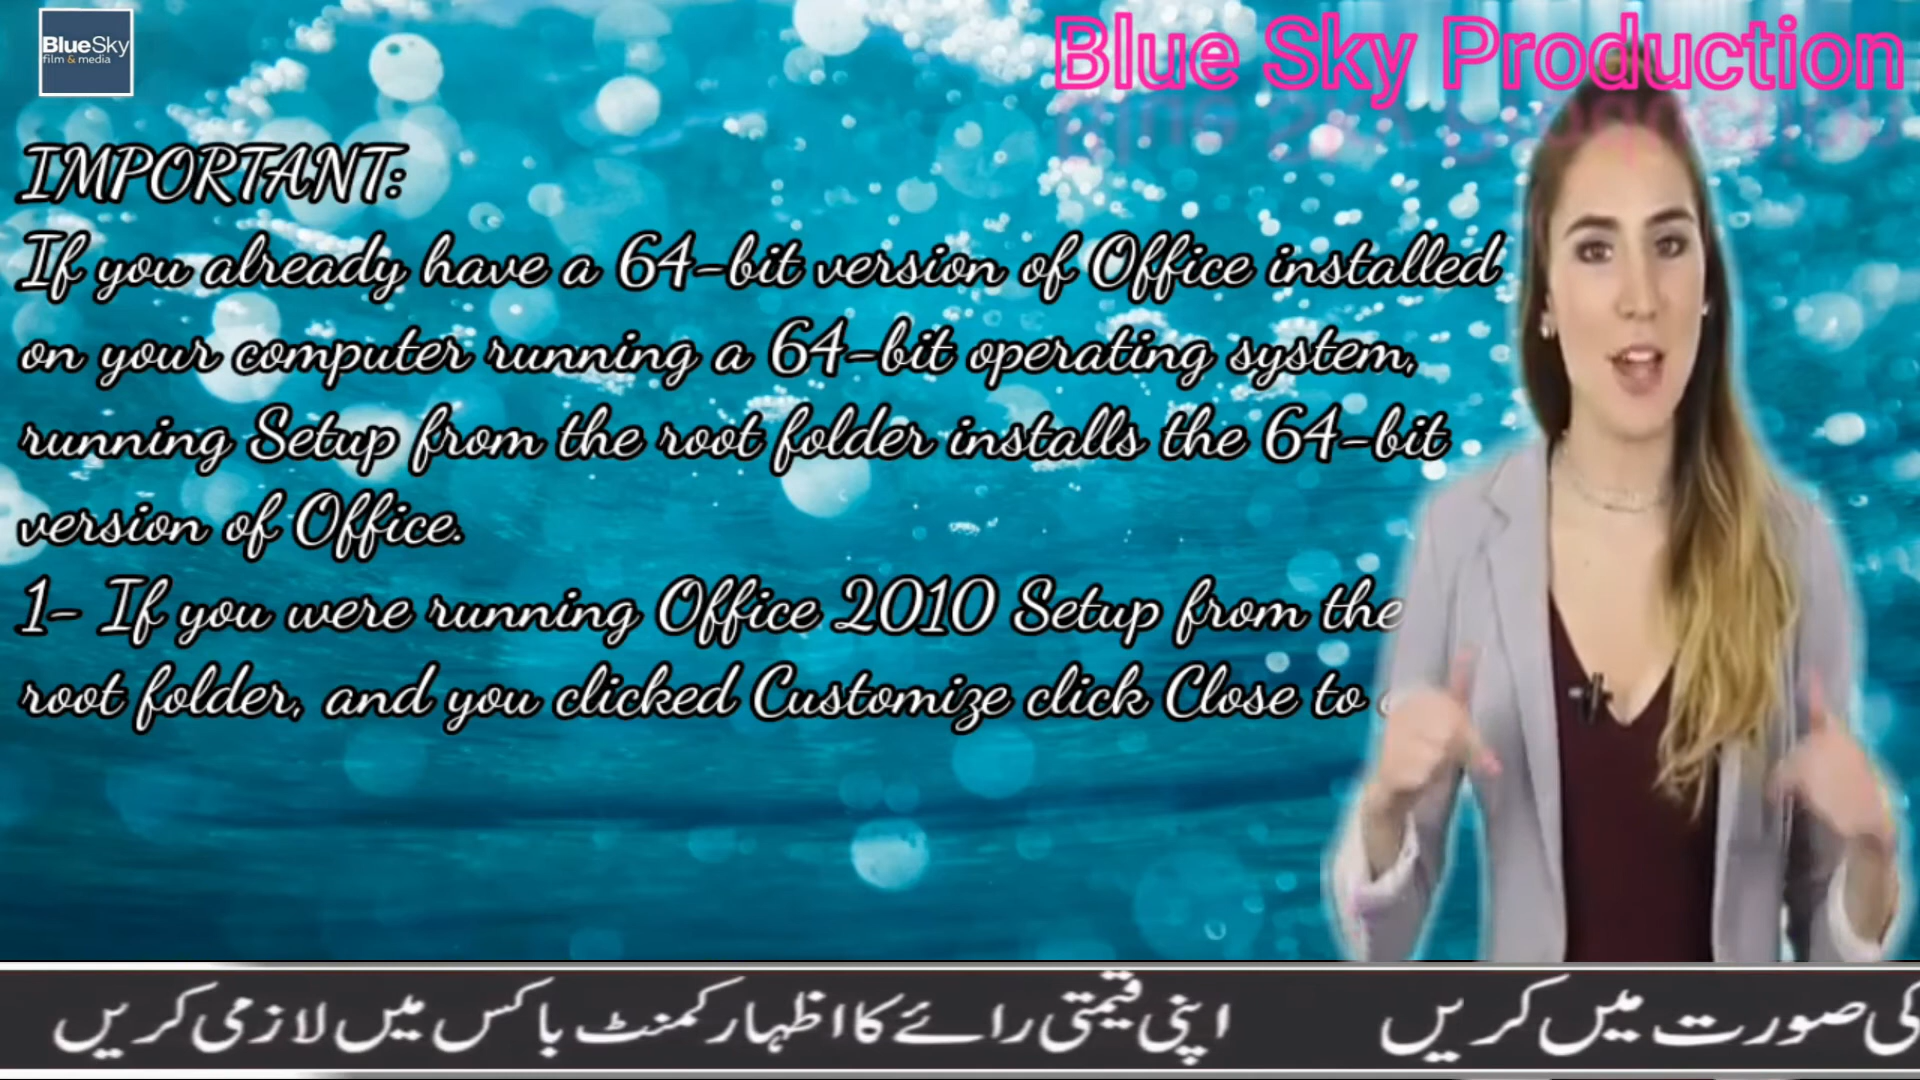 BlueSky
film & media
Blue Sky Production
IMPORTANT:
If you already have a 64-bit version of Office installed
on your computer running a 64-bit operating system,
running Setup from the root folder installs the 64-bit
version of Office.
1- If you were running Office 2010 Setup from the
root folder, and you clicked Customize click Close to
کی صورت میں کریں اپنی قیمتی رائے کا اظہار کمنٹ باکس میں لازمی کریں